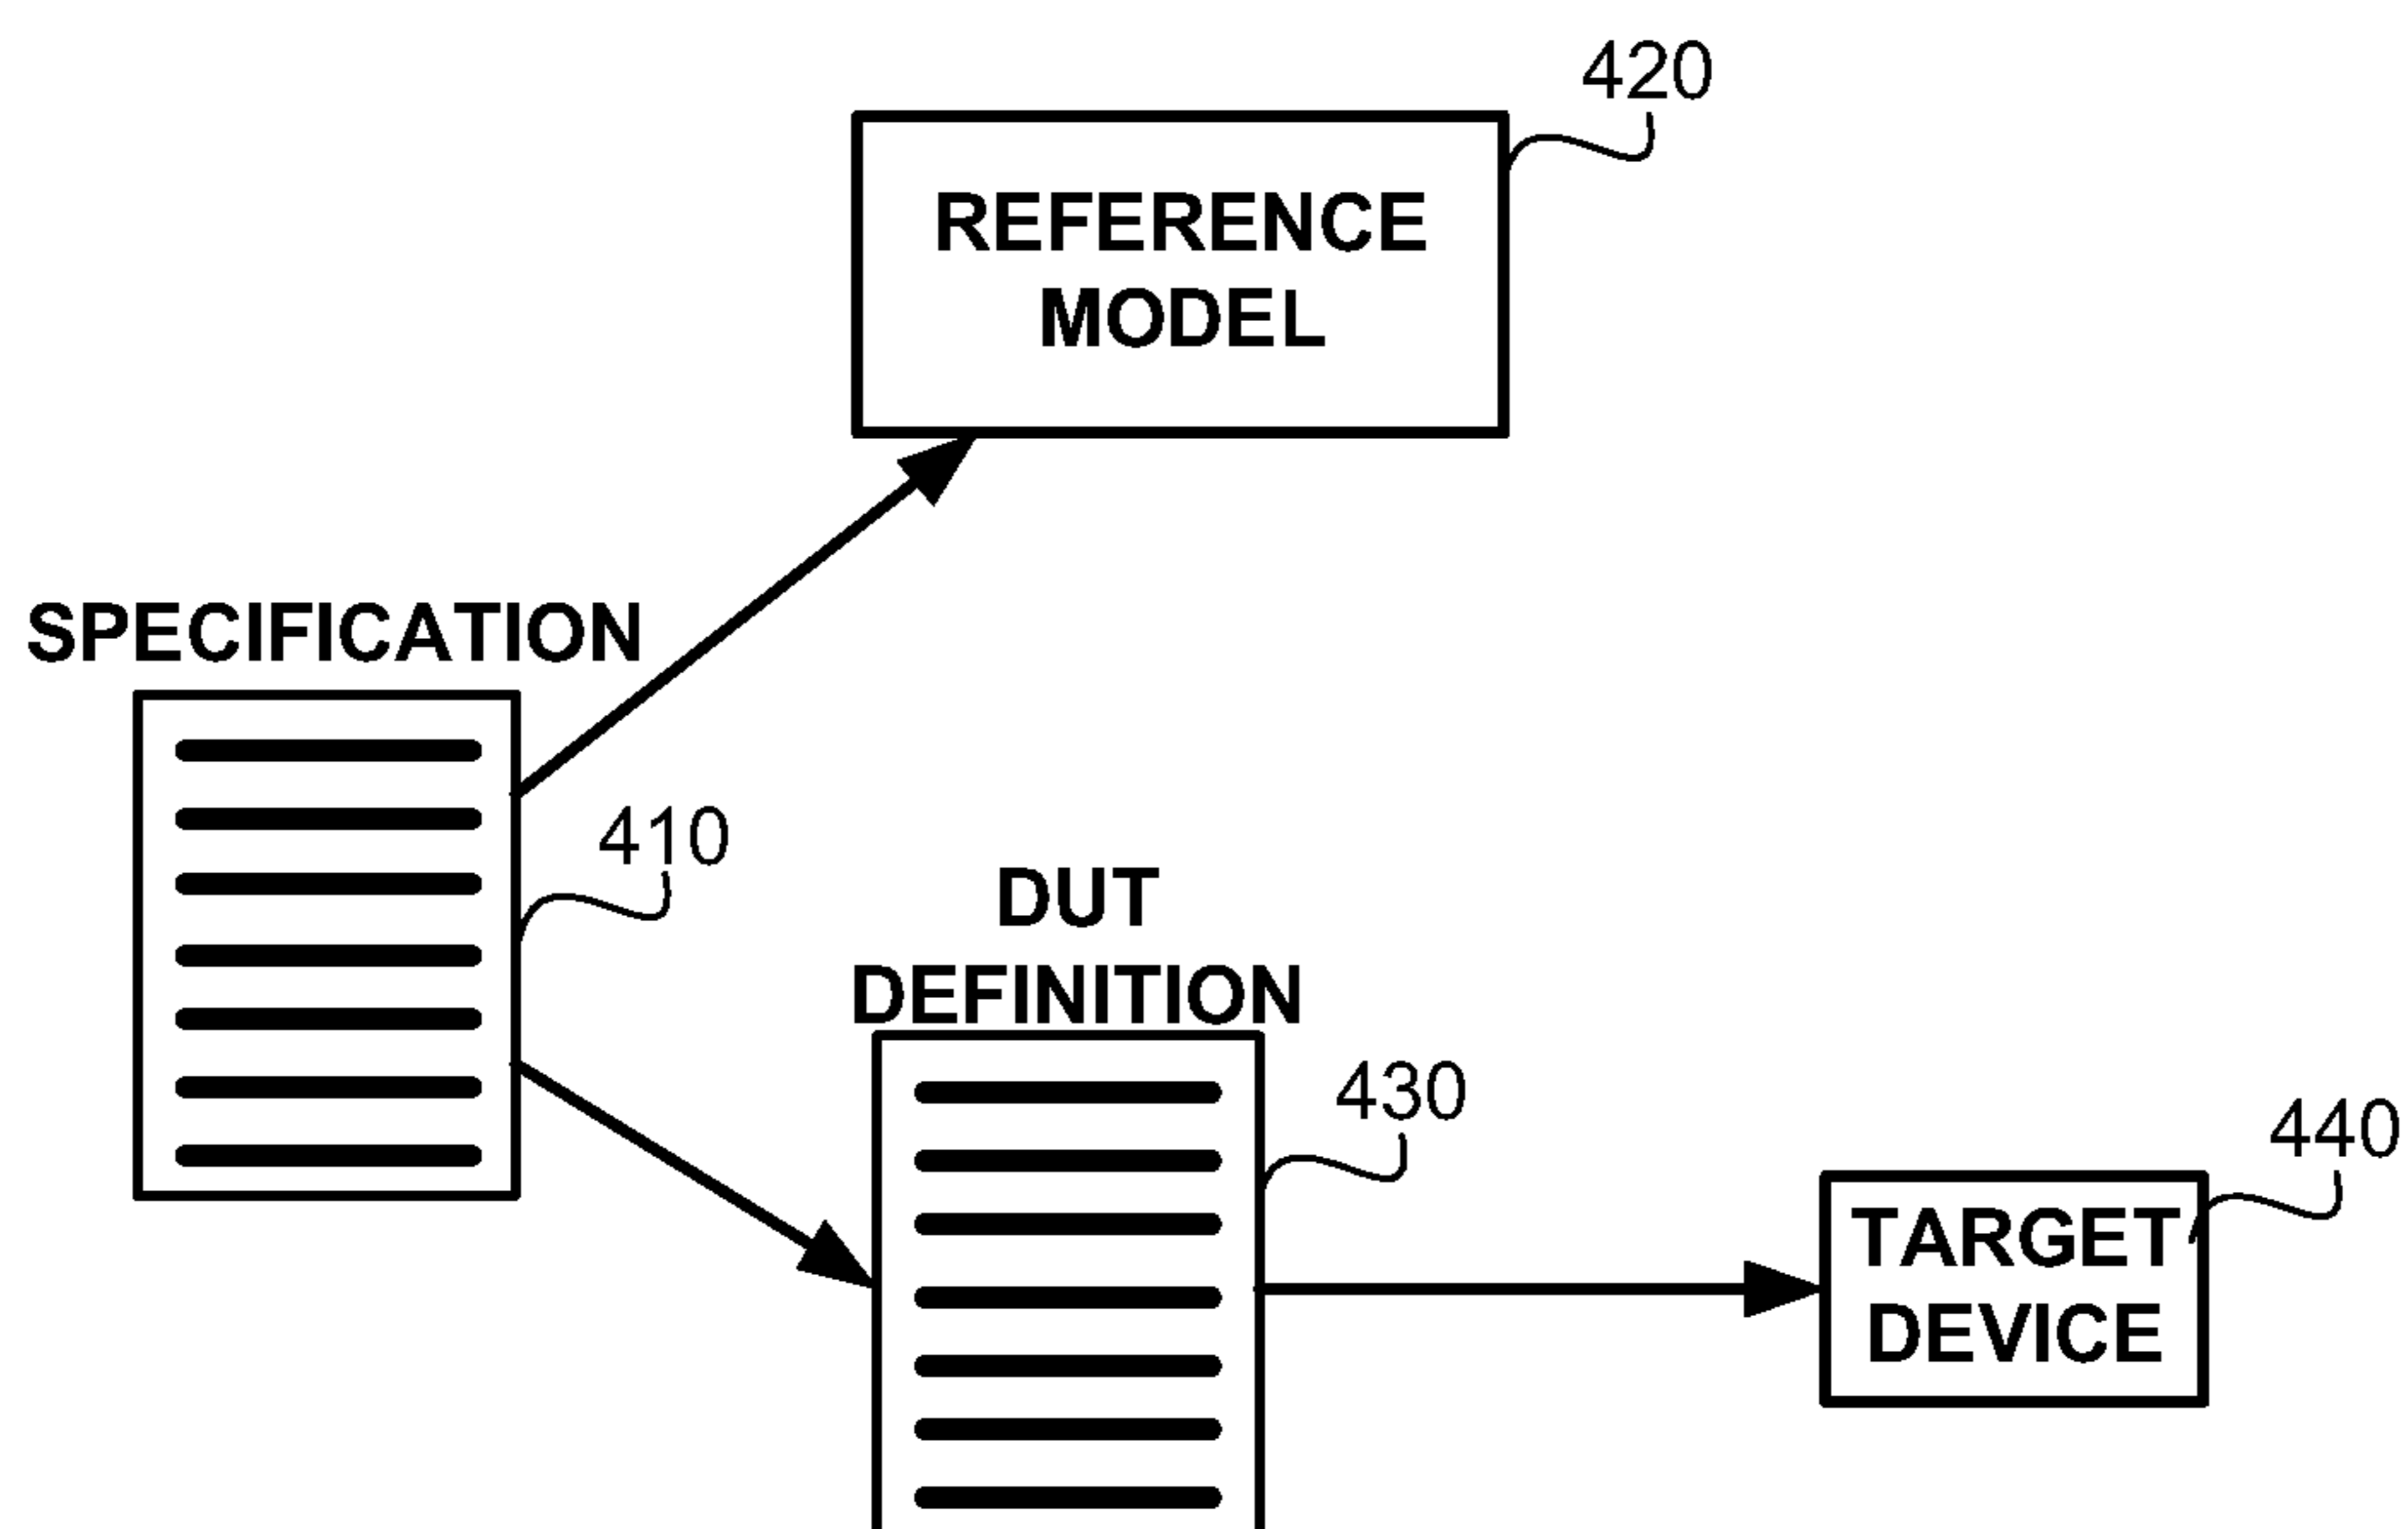 420
REFERENCE
MODEL
SPECIFICATION
410
DUT
DEFINITION
430
440
TARGET
DEVICE